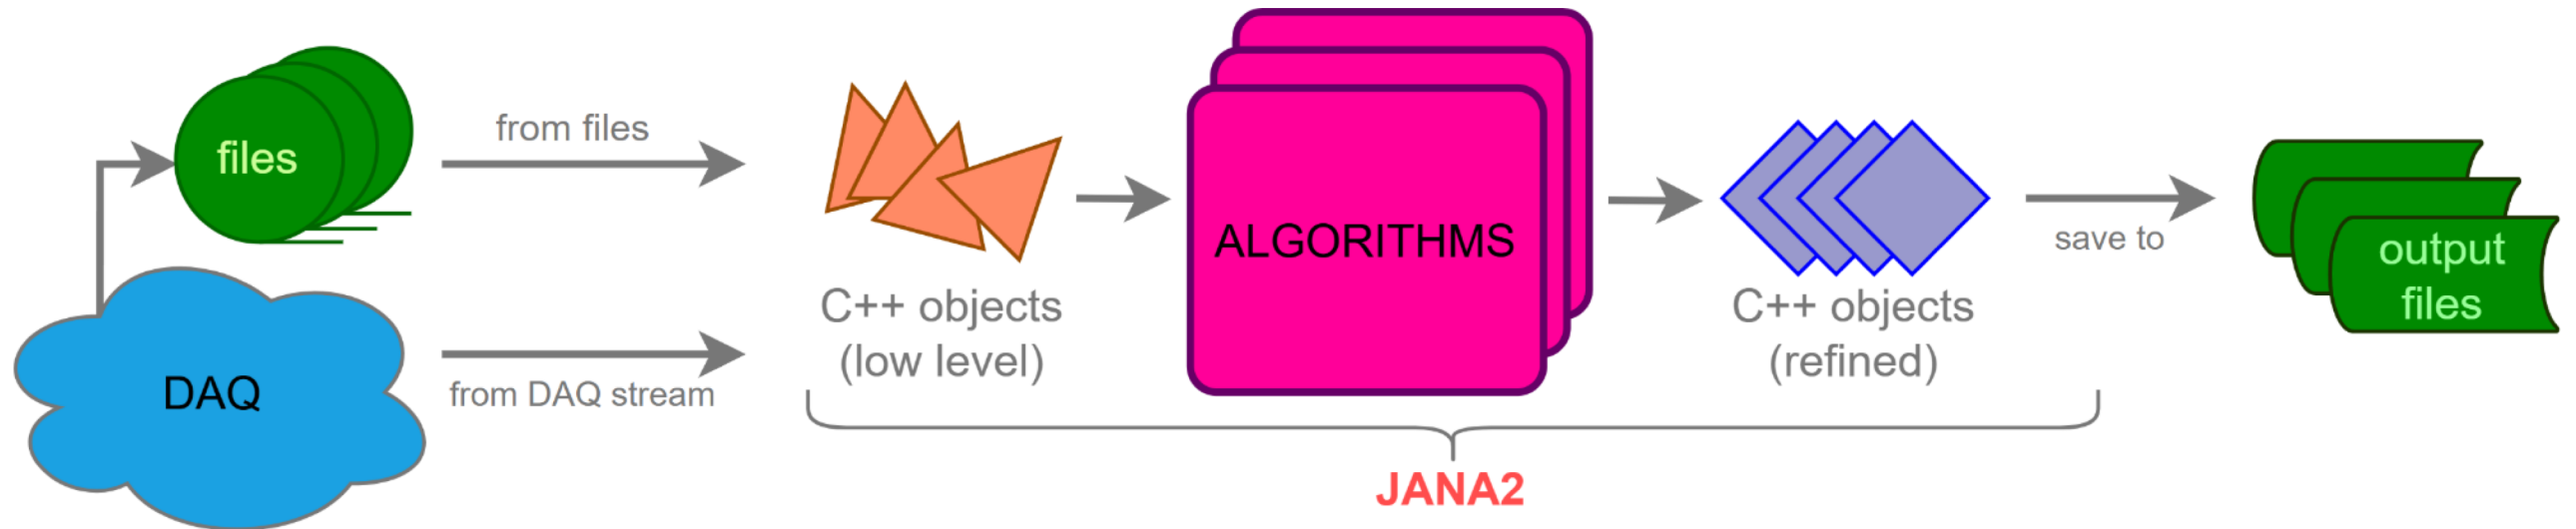 files
from files
DAQ
from DAQ stream
C++ objects
(low level)
ALGORITHMS
C++ objects
(refined)
save to
output
files
JANA2